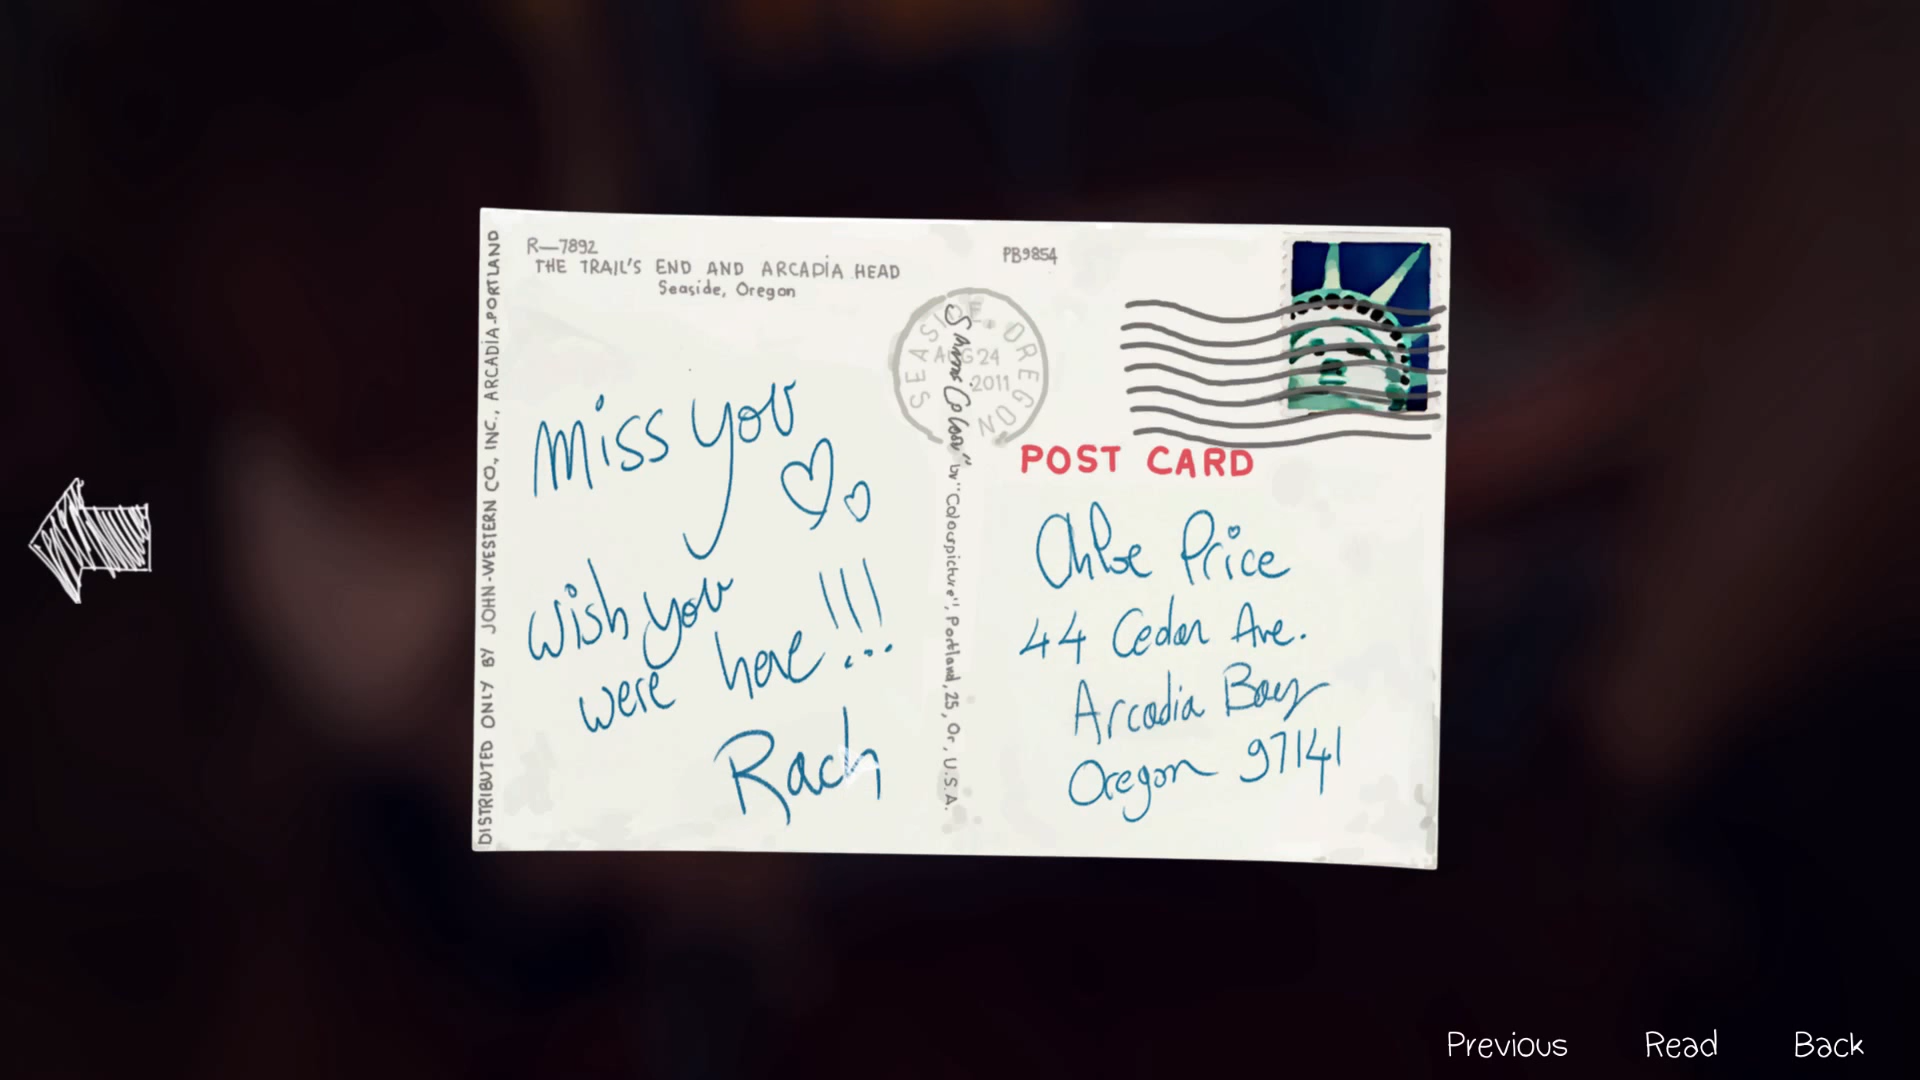 DISTRIBUTED ONLY BY JOHN-WESTERN CO., INC., ARCADIA-PORTLAND
R—7892
THE TRAIL'S END AND ARCADIA HEAD
Seaside, Oregon
miss you
wish you
were here!!!
Rach
by "Colourpicture", Portland, 25, Or, U.S.A.
SEASIDE, OREGON
AUG 24
2011
PB9854
POST CARD
Chloe Price
44 Cedar Ave.
Arcadia Bay
Oregon 97141
Previous Read Back